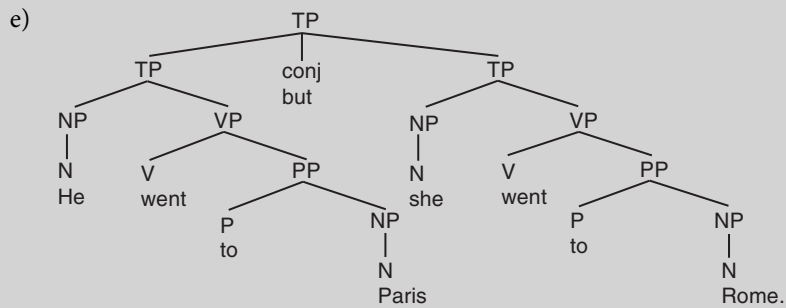 e) TP
TP conj TP
but
NP VP NP VP
N V PP N V PP
He went she went
P NP P NP
to to
N N
Paris Rome.